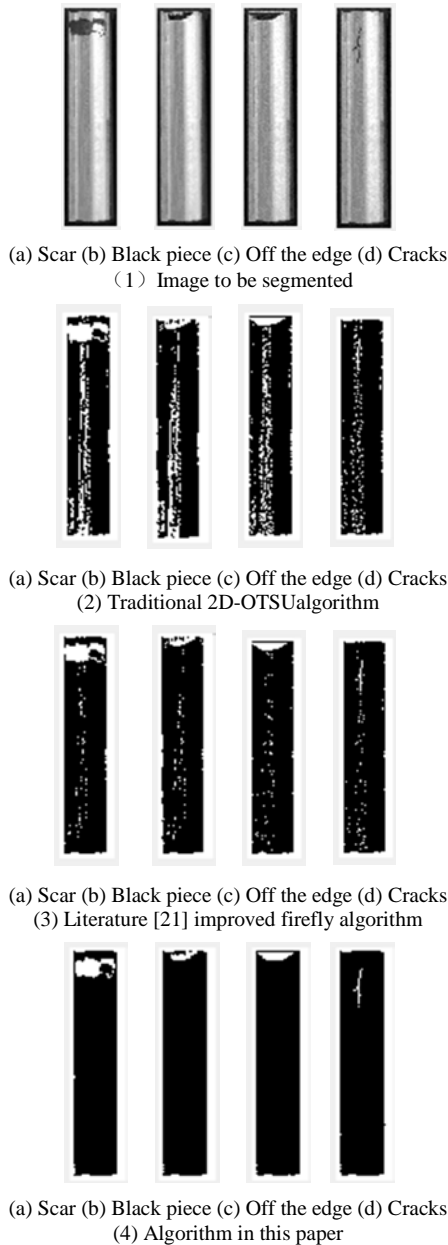 (a) Scar (b) Black piece (c) Off the edge (d) Cracks
（1） Image to be segmented
(a) Scar (b) Black piece (c) Off the edge (d) Cracks
(2) Traditional 2D-OTSUalgorithm
(a) Scar (b) Black piece (c) Off the edge (d) Cracks
(3) Literature [21] improved firefly algorithm
(a) Scar (b) Black piece (c) Off the edge (d) Cracks
(4) Algorithm in this paper